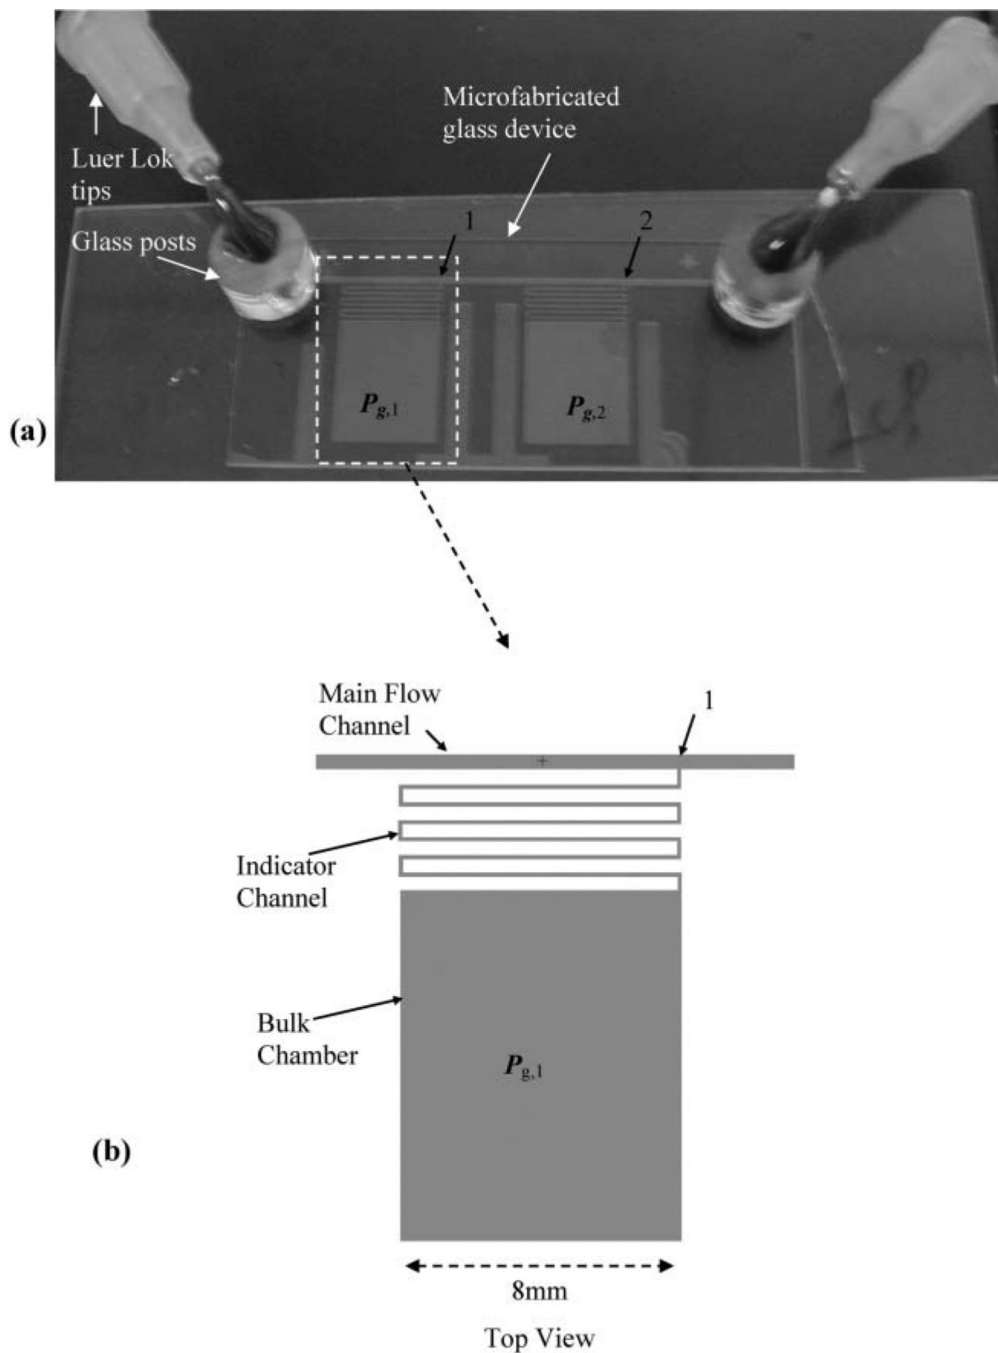 Microfabricated
glass device
Luer Lok
tips
1
2
Glass posts
Pg,1
Pg,2
(a)
Main Flow
Channel
1
Indicator
Channel
Bulk
Chamber
Pg,1
(b)
8mm
Top View